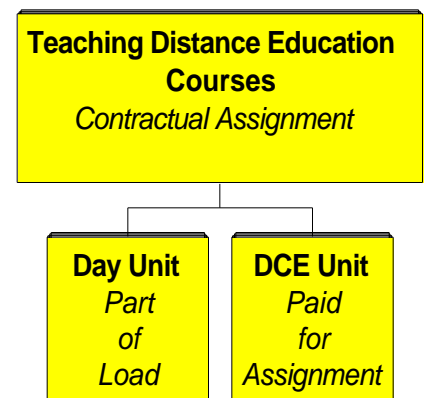 Teaching Distance Education
Courses
Contractual Assignment
Day Unit
Part
of
Load
DCE Unit
Paid
for
Assignment